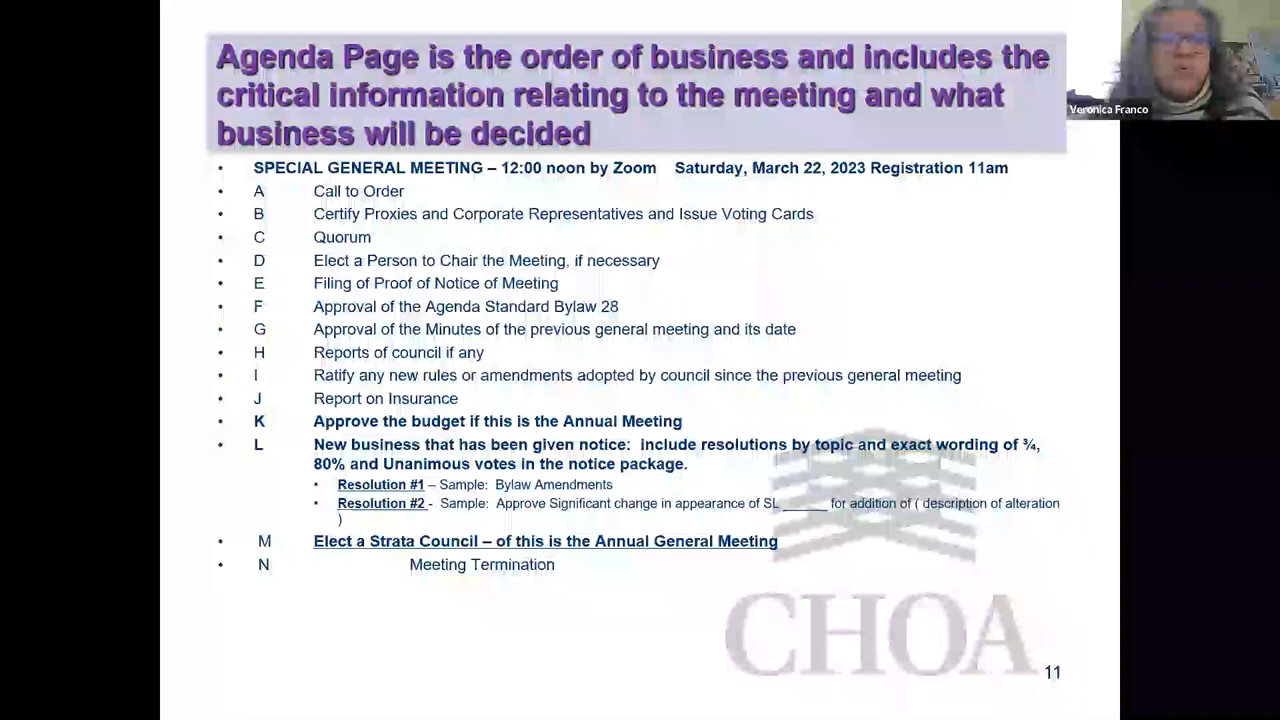 Agenda Page is the order of business and includes the
critical information relating to the meeting and what
business will be decided
Veronica Franco
• SPECIAL GENERAL MEETING – 12:00 noon by Zoom Saturday, March 22, 2023 Registration 11am
• A Call to Order
• B Certify Proxies and Corporate Representatives and Issue Voting Cards
• C Quorum
• D Elect a Person to Chair the Meeting, if necessary
• E Filing of Proof of Notice of Meeting
• F Approval of the Agenda Standard Bylaw 28
• G Approval of the Minutes of the previous general meeting and its date
• H Reports of council if any
• I Ratify any new rules or amendments adopted by council since the previous general meeting
• J Report on Insurance
• K Approve the budget if this is the Annual Meeting
• L New business that has been given notice: include resolutions by topic and exact wording of ¾,
80% and Unanimous votes in the notice package.
• Resolution #1 – Sample: Bylaw Amendments
• Resolution #2 - Sample: Approve Significant change in appearance of SL ______ for addition of ( description of alteration
)
• M Elect a Strata Council – of this is the Annual General Meeting
• N Meeting Termination
CHOA
11